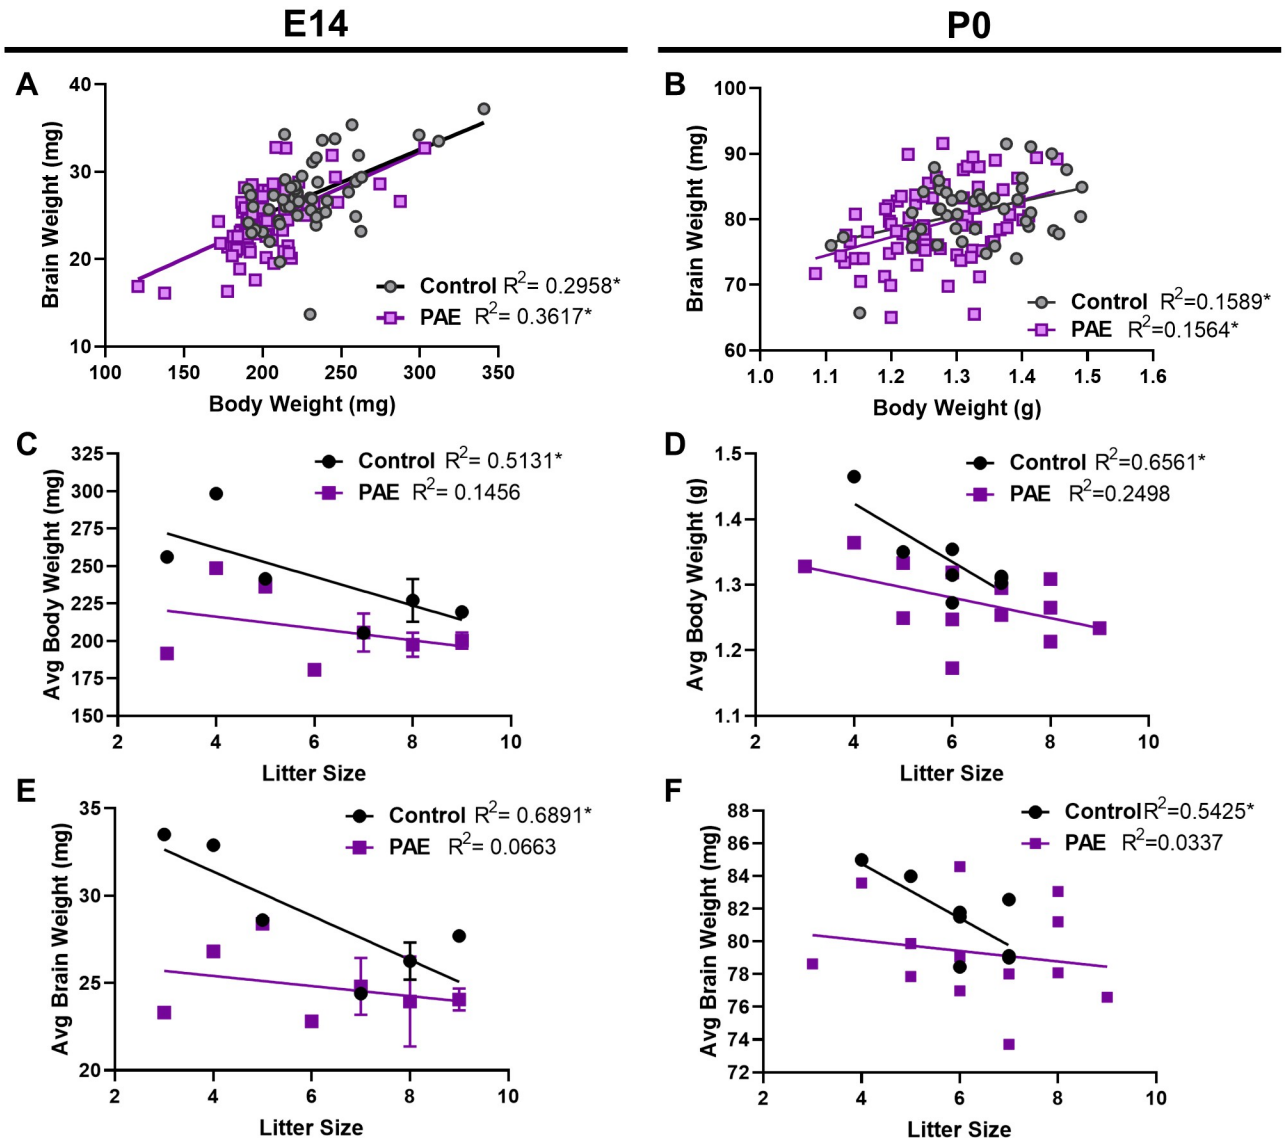 E14
P0
A
Brain Weight (mg)
40
30
20
10
100 150 200 250 300 350
Body Weight (mg)
Control R²= 0.2958*
PAE R²= 0.3617*
B
Brain Weight (mg)
100
90
80
70
60
1.0 1.1 1.2 1.3 1.4 1.5 1.6
Body Weight (g)
Control R²=0.1589*
PAE R²=0.1564*
C
Avg Body Weight (mg)
325
300
275
250
225
200
175
150
2 4 6 8 10
Litter Size
Control R²= 0.5131*
PAE R²= 0.1456
D
Avg Body Weight (g)
1.5
1.4
1.3
1.2
1.1
2 4 6 8 10
Litter Size
Control R²=0.6561*
PAE R²=0.2498
E
Avg Brain Weight (mg)
35
30
25
20
2 4 6 8 10
Litter Size
Control R²= 0.6891*
PAE R²= 0.0663
F
Avg Brain Weight (mg)
88
86
84
82
80
78
76
74
72
2 4 6 8 10
Litter Size
Control R²=0.5425*
PAE R²=0.0337